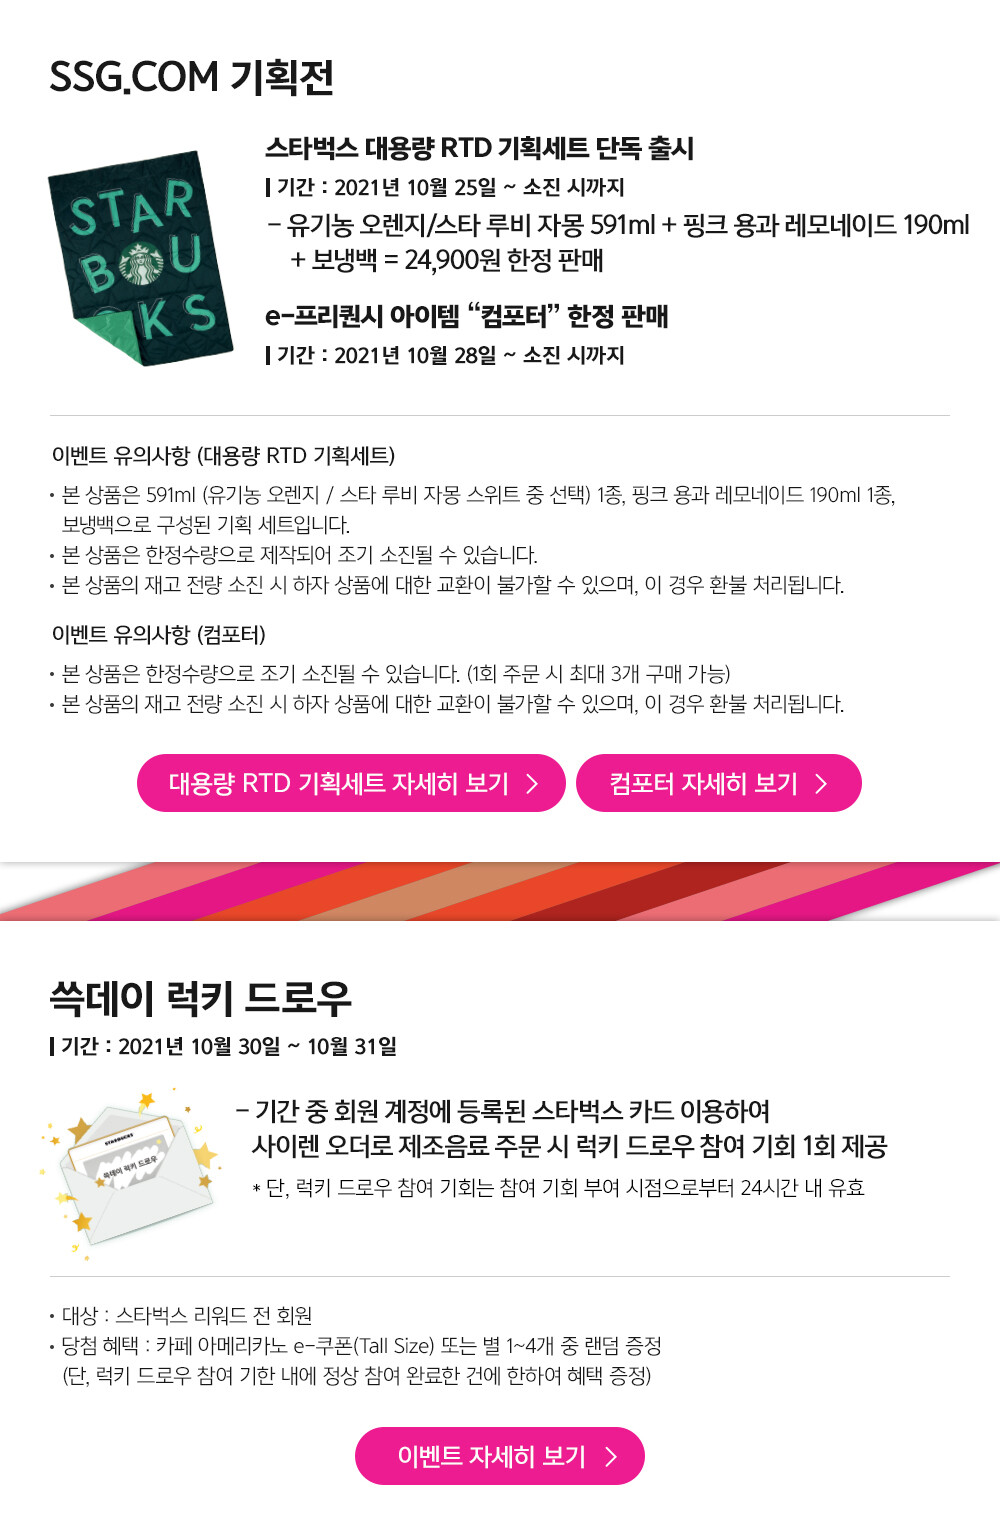 SSG.COM 기획전
STAR
B OU
CKS
스타벅스 대용량 RTD 기획세트 단독 출시
기간 : 2021년 10월 25일 ~ 소진 시까지
- 유기농 오렌지/스타 루비 자몽 591ml + 핑크 용과 레모네이드 190ml
+ 보냉백 = 24,900원 한정 판매
e-프리퀀시 아이템 “컴포터” 한정 판매
기간 : 2021년 10월 28일 ~ 소진 시까지
이벤트 유의사항 (대용량 RTD 기획세트)
• 본 상품은 591ml (유기농 오렌지 / 스타 루비 자몽 스위트 중 선택) 1종, 핑크 용과 레모네이드 190ml 1종,
보냉백으로 구성된 기획 세트입니다.
• 본 상품은 한정수량으로 제작되어 조기 소진될 수 있습니다.
• 본 상품의 재고 전량 소진 시 하자 상품에 대한 교환이 불가할 수 있으며, 이 경우 환불 처리됩니다.
이벤트 유의사항 (컴포터)
• 본 상품은 한정수량으로 조기 소진될 수 있습니다. (1회 주문 시 최대 3개 구매 가능)
• 본 상품의 재고 전량 소진 시 하자 상품에 대한 교환이 불가할 수 있으며, 이 경우 환불 처리됩니다.
대용량 RTD 기획세트 자세히 보기 >
컴포터 자세히 보기 >
쓱데이 럭키 드로우
기간 : 2021년 10월 30일 ~ 10월 31일
STARBUCKS
쓱데이 럭키 드로우
- 기간 중 회원 계정에 등록된 스타벅스 카드 이용하여
사이렌 오더로 제조음료 주문 시 럭키 드로우 참여 기회 1회 제공
* 단, 럭키 드로우 참여 기회는 참여 기회 부여 시점으로부터 24시간 내 유효
• 대상 : 스타벅스 리워드 전 회원
• 당첨 혜택 : 카페 아메리카노 e-쿠폰(Tall Size) 또는 별 1~4개 중 랜덤 증정
(단, 럭키 드로우 참여 기한 내에 정상 참여 완료한 건에 한하여 혜택 증정)
이벤트 자세히 보기 >